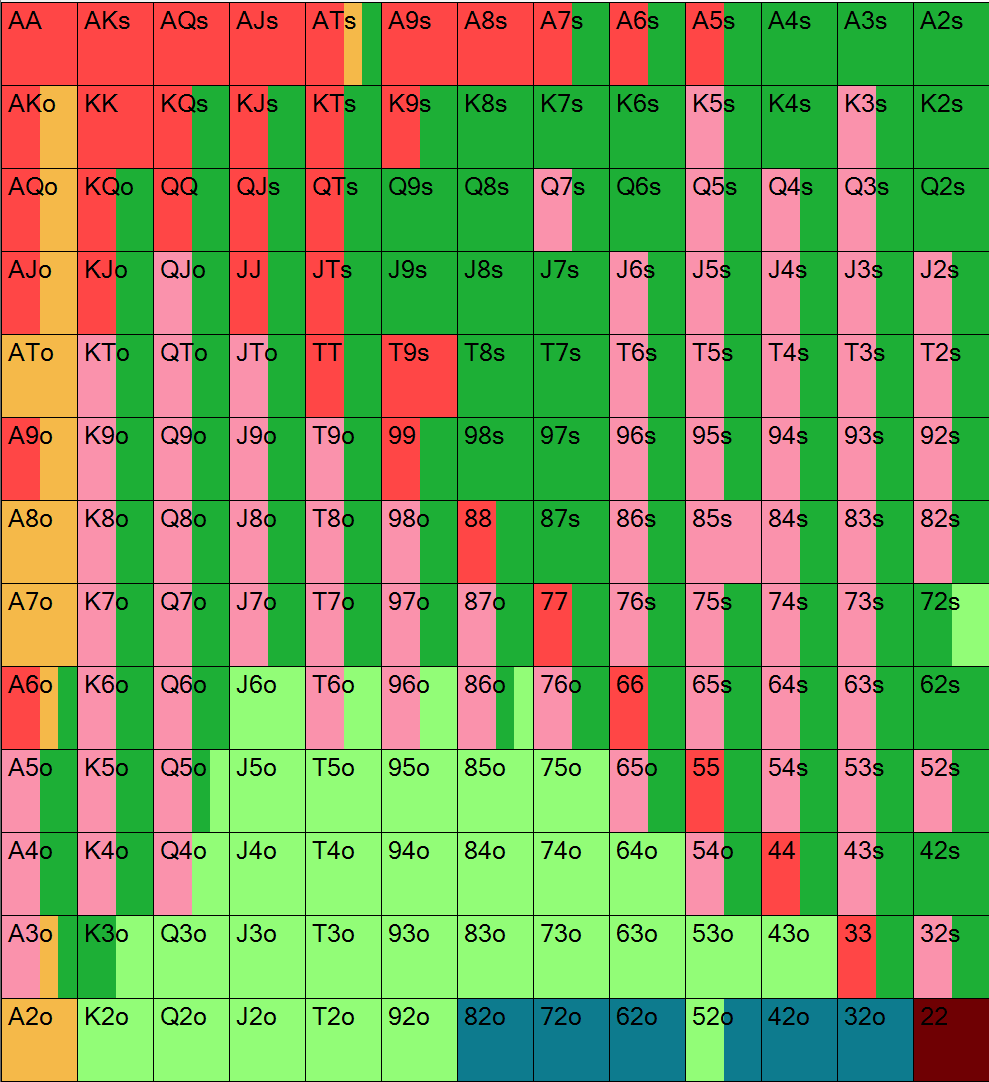 AA AKs AQs AJs ATs A9s A8s A7s A6s A5s A4s A3s A2s
AKo KK KQs KJs KTs K9s K8s K7s K6s K5s K4s K3s K2s
AQo KQo QQ QJs QTs Q9s Q8s Q7s Q6s Q5s Q4s Q3s Q2s
AJo KJo QJo JJ JTs J9s J8s J7s J6s J5s J4s J3s J2s
ATo KTo QTo JTo TT T9s T8s T7s T6s T5s T4s T3s T2s
A9o K9o Q9o J9o T9o 99 98s 97s 96s 95s 94s 93s 92s
A8o K8o Q8o J8o T8o 98o 88 87s 86s 85s 84s 83s 82s
A7o K7o Q7o J7o T7o 97o 87o 77 76s 75s 74s 73s 72s
A6o K6o Q6o J6o T6o 96o 86o 76o 66 65s 64s 63s 62s
A5o K5o Q5o J5o T5o 95o 85o 75o 65o 55 54s 53s 52s
A4o K4o Q4o J4o T4o 94o 84o 74o 64o 54o 44 43s 42s
A3o K3o Q3o J3o T3o 93o 83o 73o 63o 53o 43o 33 32s
A2o K2o Q2o J2o T2o 92o 82o 72o 62o 52o 42o 32o 22